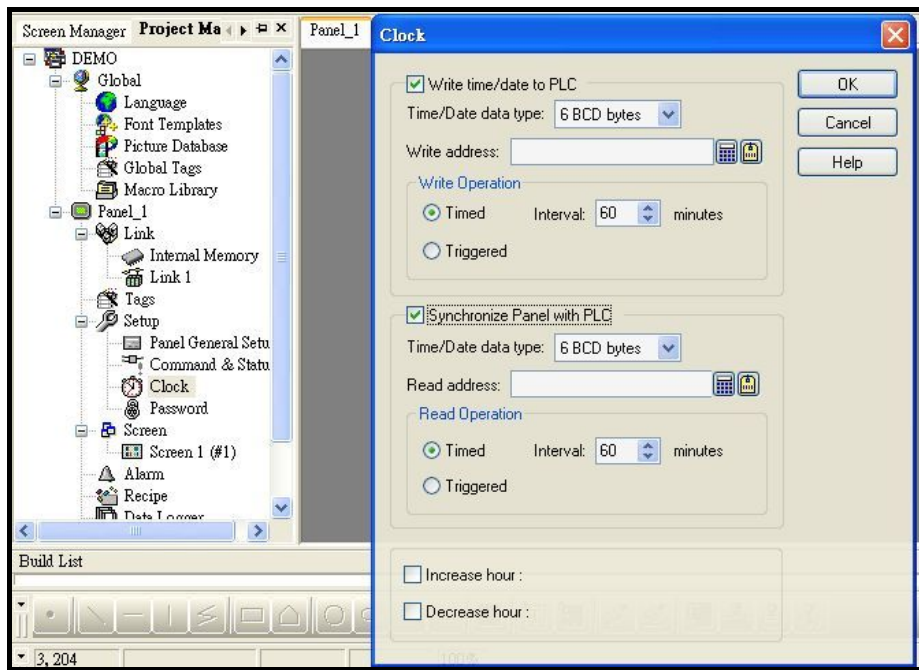 Screen Manager Project Ma
DEMO
Global
Language
Font Templates
Picture Database
Global Tags
Macro Library
Panel_1
Link
Internal Memory
Link 1
Tags
Setup
Panel General Setu
Command & Statu
Clock
Password
Screen
Screen 1 (#1)
Alarm
Recipe
Data Logger
Build List
3, 204
Panel_1
Clock
Write time/date to PLC
Time/Date data type: 6 BCD bytes
Write address:
Write Operation
Timed Interval: 60 minutes
Triggered
Synchronize Panel with PLC
Time/Date data type: 6 BCD bytes
Read address:
Read Operation
Timed Interval: 60 minutes
Triggered
Increase hour :
Decrease hour :
100%
OK
Cancel
Help